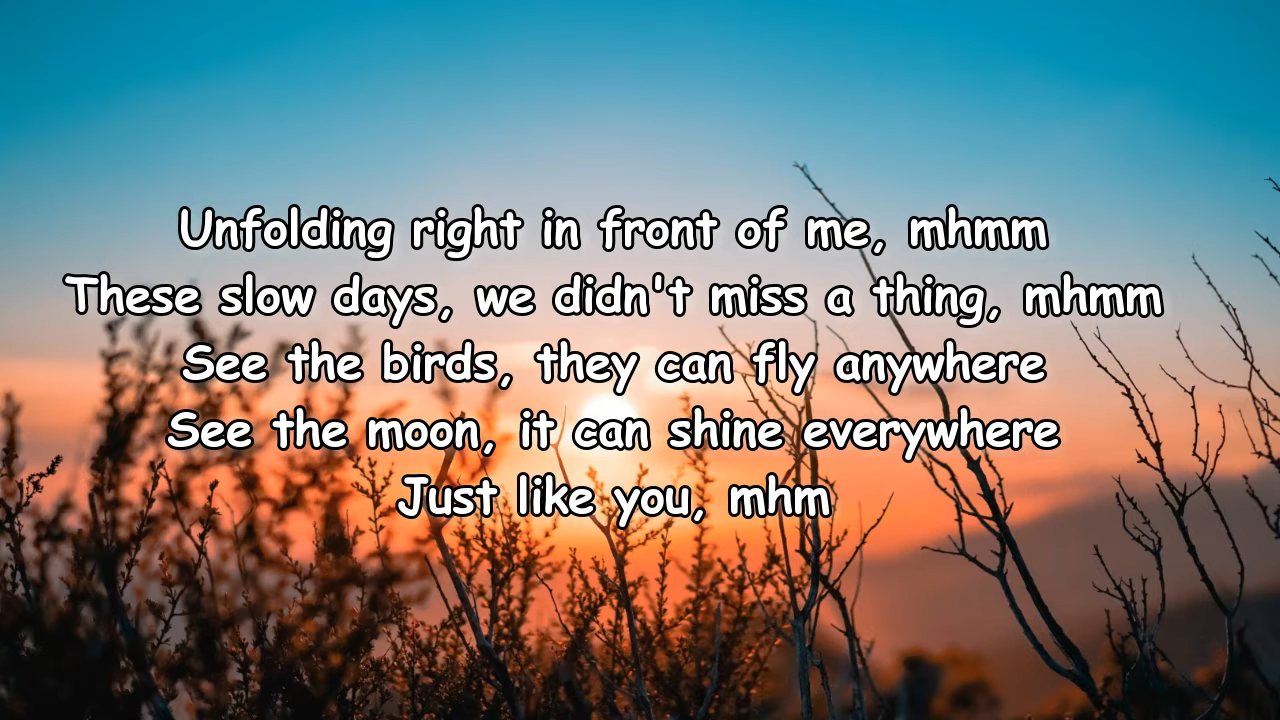 Unfolding right in front of me, mhmm
These slow days, we didn't miss a thing, mhmm
See the birds, they can fly anywhere
See the moon, it can shine everywhere
Just like you, mhm